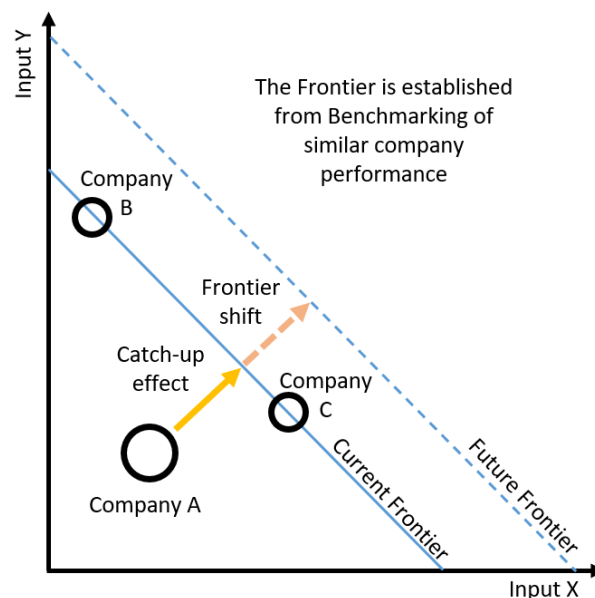 Input Y
The Frontier is established
from Benchmarking of
similar company
performance
Company
B
Frontier
shift
Catch-up
effect
Company
C
Company A
Current Frontier
Future Frontier
Input X